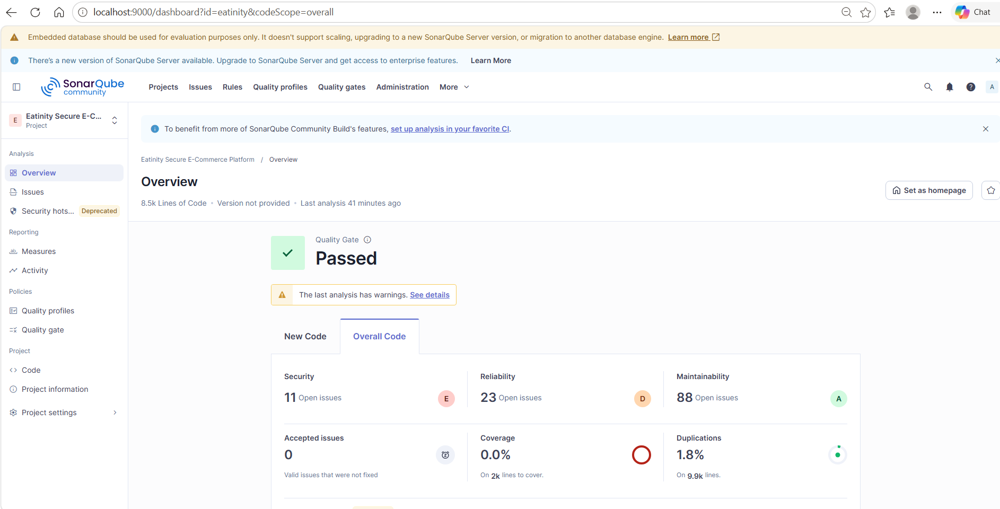 localhost:9000/dashboard?id=eatinity&codeScope=overall
Chat
Embedded database should be used for evaluation purposes only. It doesn't support scaling, upgrading to a new SonarQube Server version, or migration to another database engine. Learn more
There's a new version of SonarQube Server available. Upgrade to SonarQube Server and get access to enterprise features. Learn More
SonarQube
community
Projects Issues Rules Quality profiles Quality gates Administration More
A
E
Eatinity Secure E-C...
Project
To benefit from more of SonarQube Community Build's features, set up analysis in your favorite CI.
Analysis
Overview
Issues
Security hots... Deprecated
Reporting
Measures
Activity
Policies
Quality profiles
Quality gate
Project
Code
Project information
Project settings
Eatinity Secure E-Commerce Platform / Overview
Overview
8.5k Lines of Code • Version not provided • Last analysis 41 minutes ago
Set as homepage
Quality Gate
Passed
The last analysis has warnings. See details
New Code
Overall Code
Security
11 Open issues
E
Reliability
23 Open issues
D
Maintainability
88 Open issues
A
Accepted issues
0
Valid issues that were not fixed
Coverage
0.0%
On 2k lines to cover.
Duplications
1.8%
On 9.9k lines.